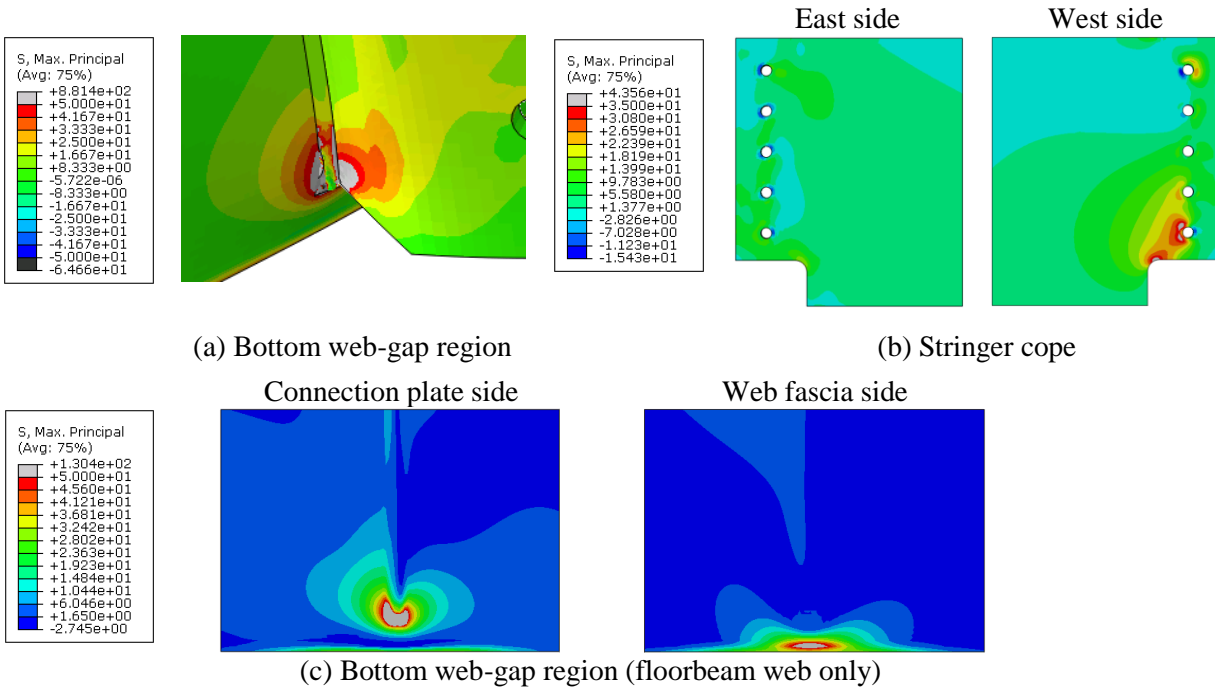 East side
West side
S, Max. Principal
(Avg: 75%)
+8.814e+02
+5.000e+01
+4.167e+01
+3.333e+01
+2.500e+01
+1.667e+01
+8.333e+00
-5.722e-06
-8.333e+00
-1.667e+01
-2.500e+01
-3.333e+01
-4.167e+01
-5.000e+01
-6.466e+01
S, Max. Principal
(Avg: 75%)
+4.356e+01
+3.500e+01
+3.080e+01
+2.659e+01
+2.239e+01
+1.819e+01
+1.399e+01
+9.783e+00
+5.580e+00
+1.377e+00
-2.826e+00
-7.028e+00
-1.123e+01
-1.543e+01
(a) Bottom web-gap region
(b) Stringer cope
Connection plate side
Web fascia side
S, Max. Principal
(Avg: 75%)
+1.304e+02
+5.000e+01
+4.560e+01
+4.121e+01
+3.681e+01
+3.242e+01
+2.802e+01
+2.363e+01
+1.923e+01
+1.484e+01
+1.044e+01
+6.046e+00
+1.650e+00
-2.745e+00
(c) Bottom web-gap region (floorbeam web only)